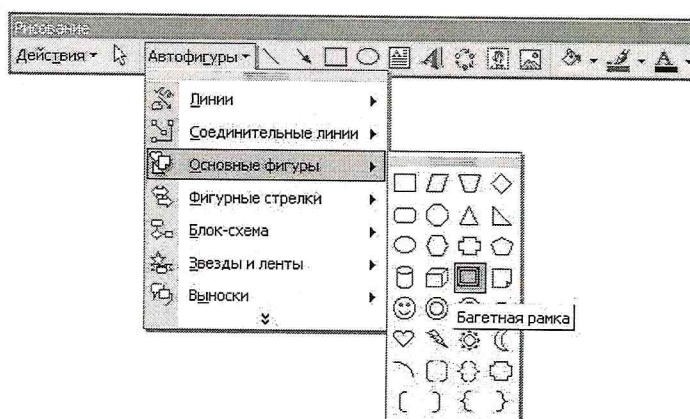 Рисование
Действия Автофигуры
Линии
Соединительные линии
Основные фигуры
Фигурные стрелки
Блок-схема
Звезды и ленты
Выноски
Багетная рамка